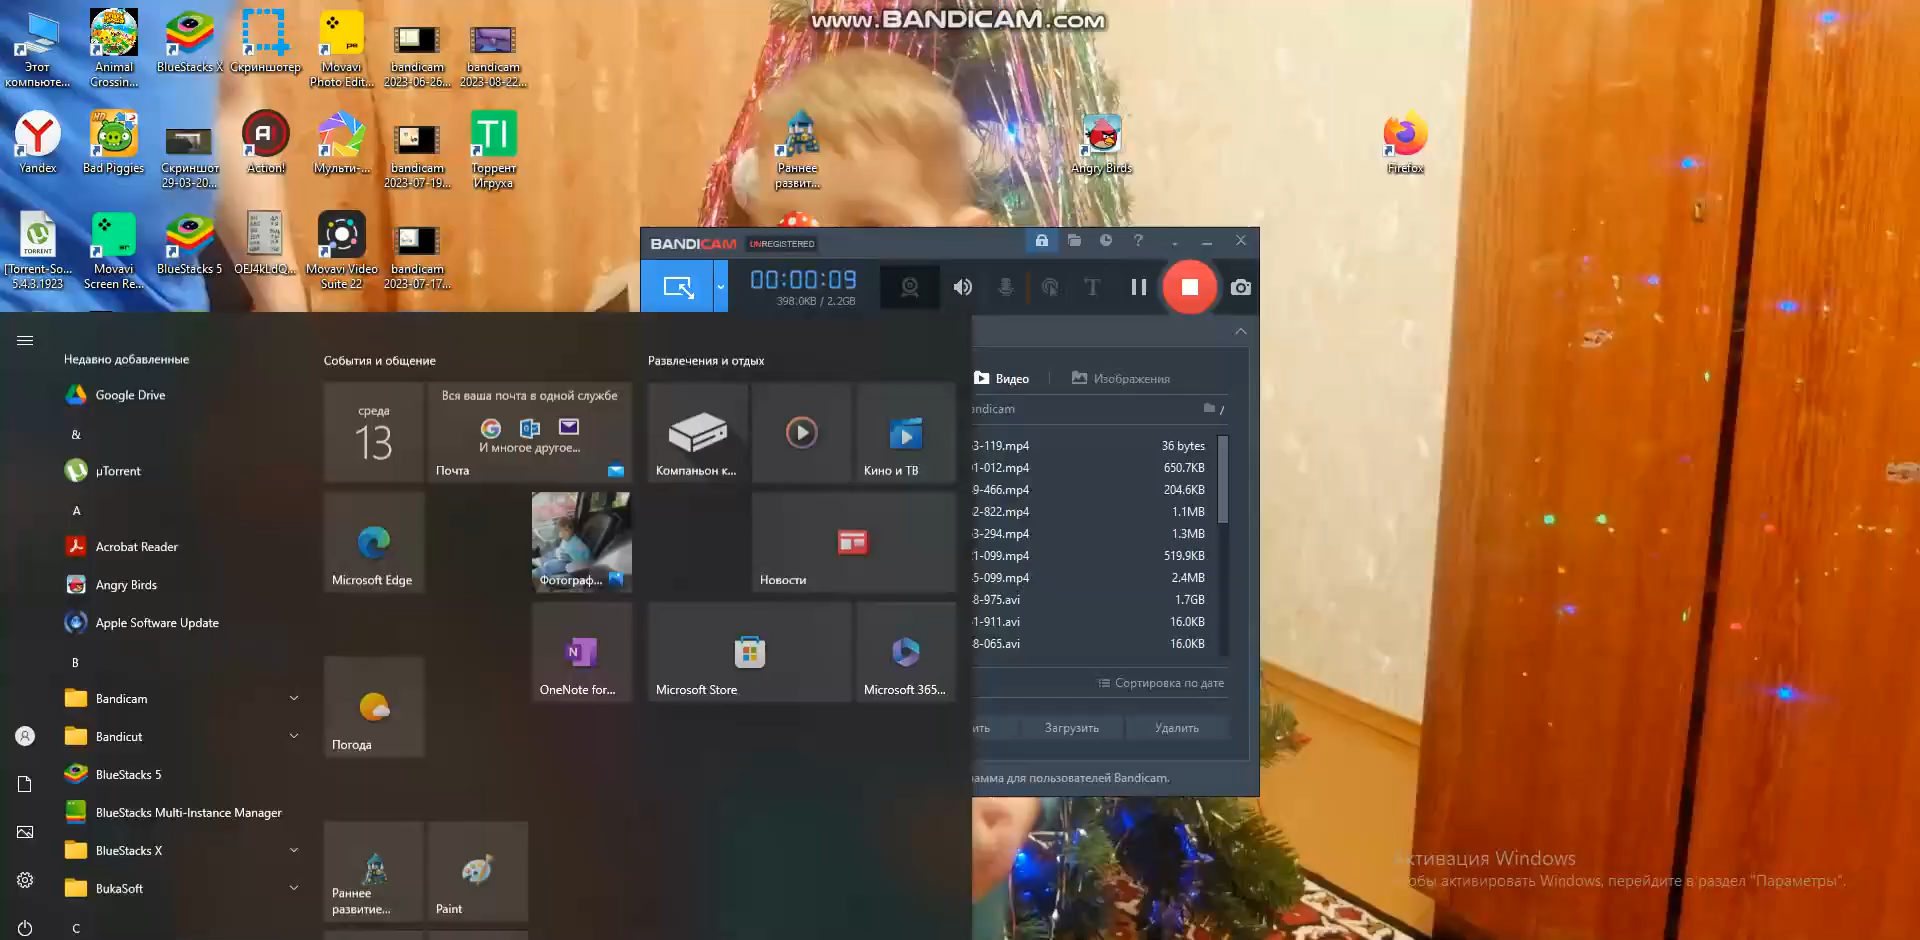 www.BANDICAM.com
Этот
компьюте...
Animal
Crossin...
BlueStacks X
Скриншотер
Movavi
Photo Edit...
bandicam
2023-06-26...
bandicam
2023-08-22...
Yandex
Bad Piggies
Скриншот
29-03-20...
Action!
Мульти-...
bandicam
2023-07-19...
TI
Торрент
Игруха
Раннее
развит...
Angry Birds
Firefox
TORRENT
[Torrent-So...
5.4.3.1923
Movavi
Screen Re...
BlueStacks 5
OEJ4kLdQ...
Movavi Video
Suite 22
bandicam
2023-07-17...
BANDICAM UNREGISTERED
00:00:09
398.0KB / 2.2GB
Недавно добавленные
Google Drive
&
µTorrent
A
Acrobat Reader
Angry Birds
Apple Software Update
B
Bandicam
Bandicut
BlueStacks 5
BlueStacks Multi-Instance Manager
BlueStacks X
BukaSoft
C
События и общение
среда
13
Вся ваша почта в одной службе
И многое другое...
Почта
Microsoft Edge
Фотограф...
OneNote for...
Погода
Раннее
развитие...
Paint
Развлечения и отдых
Компаньон к...
Кино и ТВ
Новости
Microsoft Store
Microsoft 365...
Видео
Изображения
ndicam
3-119.mp4 36 bytes
1-012.mp4 650.7KB
9-466.mp4 204.6KB
2-822.mp4 1.1MB
3-294.mp4 1.3MB
1-099.mp4 519.9KB
5-099.mp4 2.4MB
8-975.avi 1.7GB
1-911.avi 16.0KB
8-065.avi 16.0KB
Сортировка по дате
ить
Загрузить
Удалить
рамма для пользователей Bandicam.
Активация Windows
Чтобы активировать Windows, перейдите в раздел "Параметры".